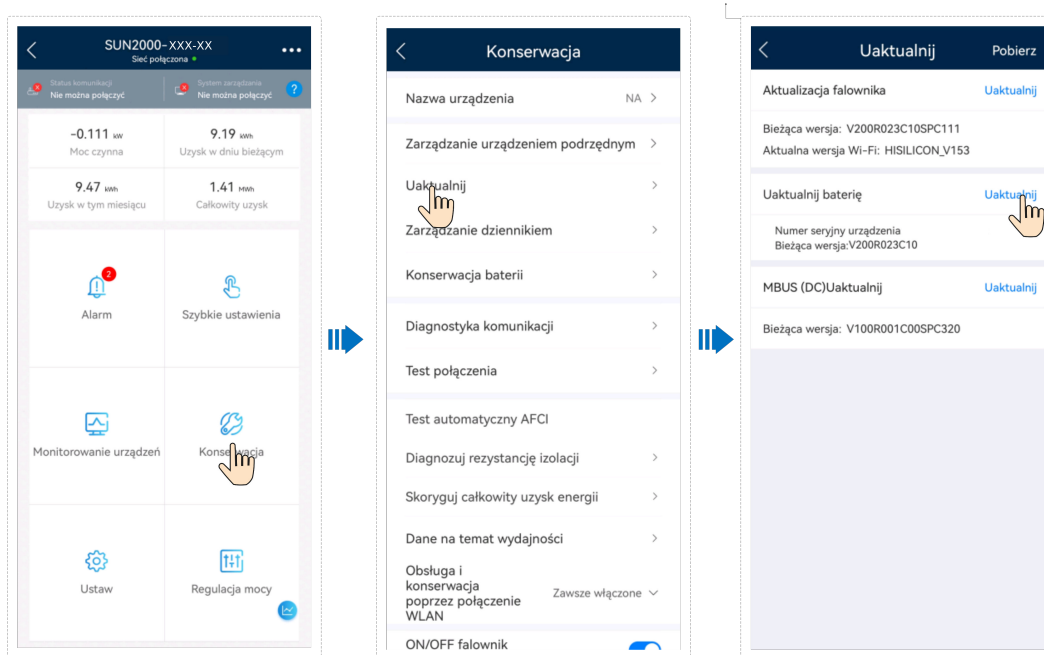 SUN2000-XXX-XX
Sieć połączona
Status komunikacji
Nie można połączyć
System zarządzania
Nie można połączyć
?
-0.111 kW
Moc czynna
9.19 kWh
Uzysk w dniu bieżącym
9.47 kWh
Uzysk w tym miesiącu
1.41 MWh
Całkowity uzysk
2
Alarm
Szybkie ustawienia
Monitorowanie urządzeń
Konserwacja
Ustaw
Regulacja mocy
Konserwacja
Nazwa urządzenia NA
Zarządzanie urządzeniem podrzędnym
Uaktualnij
Zarządzanie dziennikiem
Konserwacja baterii
Diagnostyka komunikacji
Test połączenia
Test automatyczny AFCI
Diagnozuj rezystancję izolacji
Skoryguj całkowity uzysk energii
Dane na temat wydajności
Obsługa i
konserwacja
poprzez połączenie
WLAN
Zawsze włączone
ON/OFF falownik
Uaktualnij Pobierz
Aktualizacja falownika Uaktualnij
Bieżąca wersja: V200R023C10SPC111
Aktualna wersja Wi-Fi: HISILICON_V153
Uaktualnij baterię Uaktualnij
Numer seryjny urządzenia
Bieżąca wersja:V200R023C10
MBUS (DC)Uaktualnij Uaktualnij
Bieżąca wersja: V100R001C00SPC320